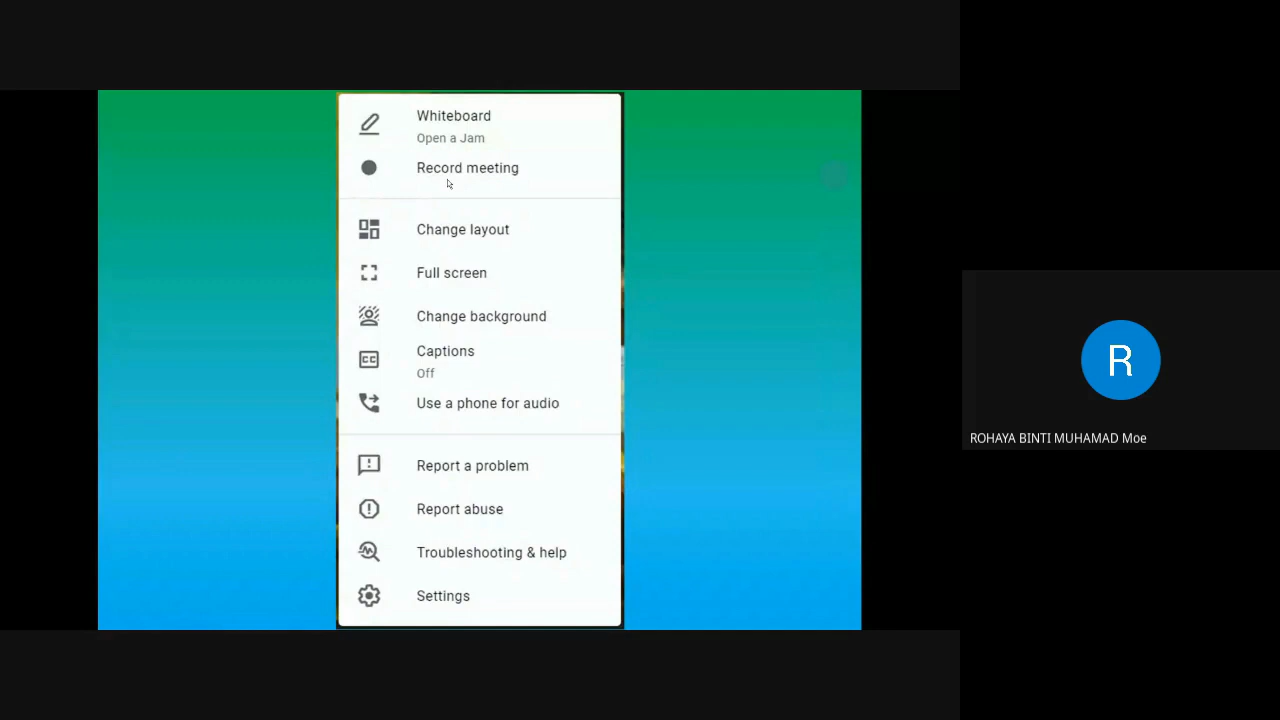 Whiteboard
Open a Jam
Record meeting
Change layout
Full screen
Change background
CC
Captions
Off
Use a phone for audio
Report a problem
Report abuse
Troubleshooting & help
Settings
R
ROHAYA BINTI MUHAMAD Moe